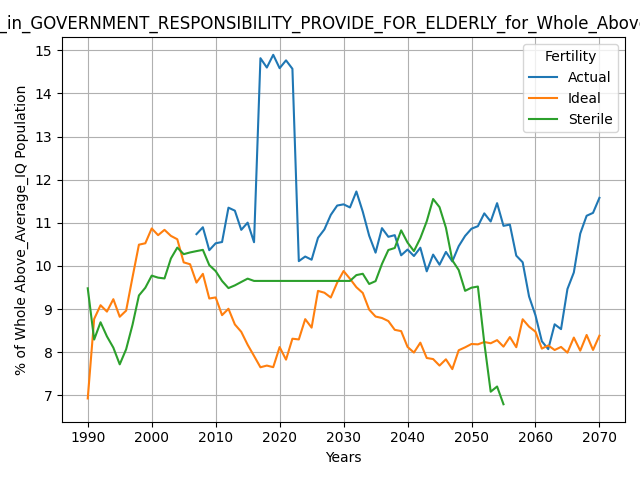 _in_GOVERNMENT_RESPONSIBILITY_PROVIDE_FOR_ELDERLY_for_Whole_Above
Fertility
Actual
Ideal
Sterile
% of Whole Above_Average_IQ Population
15
14
13
12
11
10
9
8
7
1990
2000
2010
2020
2030
2040
2050
2060
2070
Years